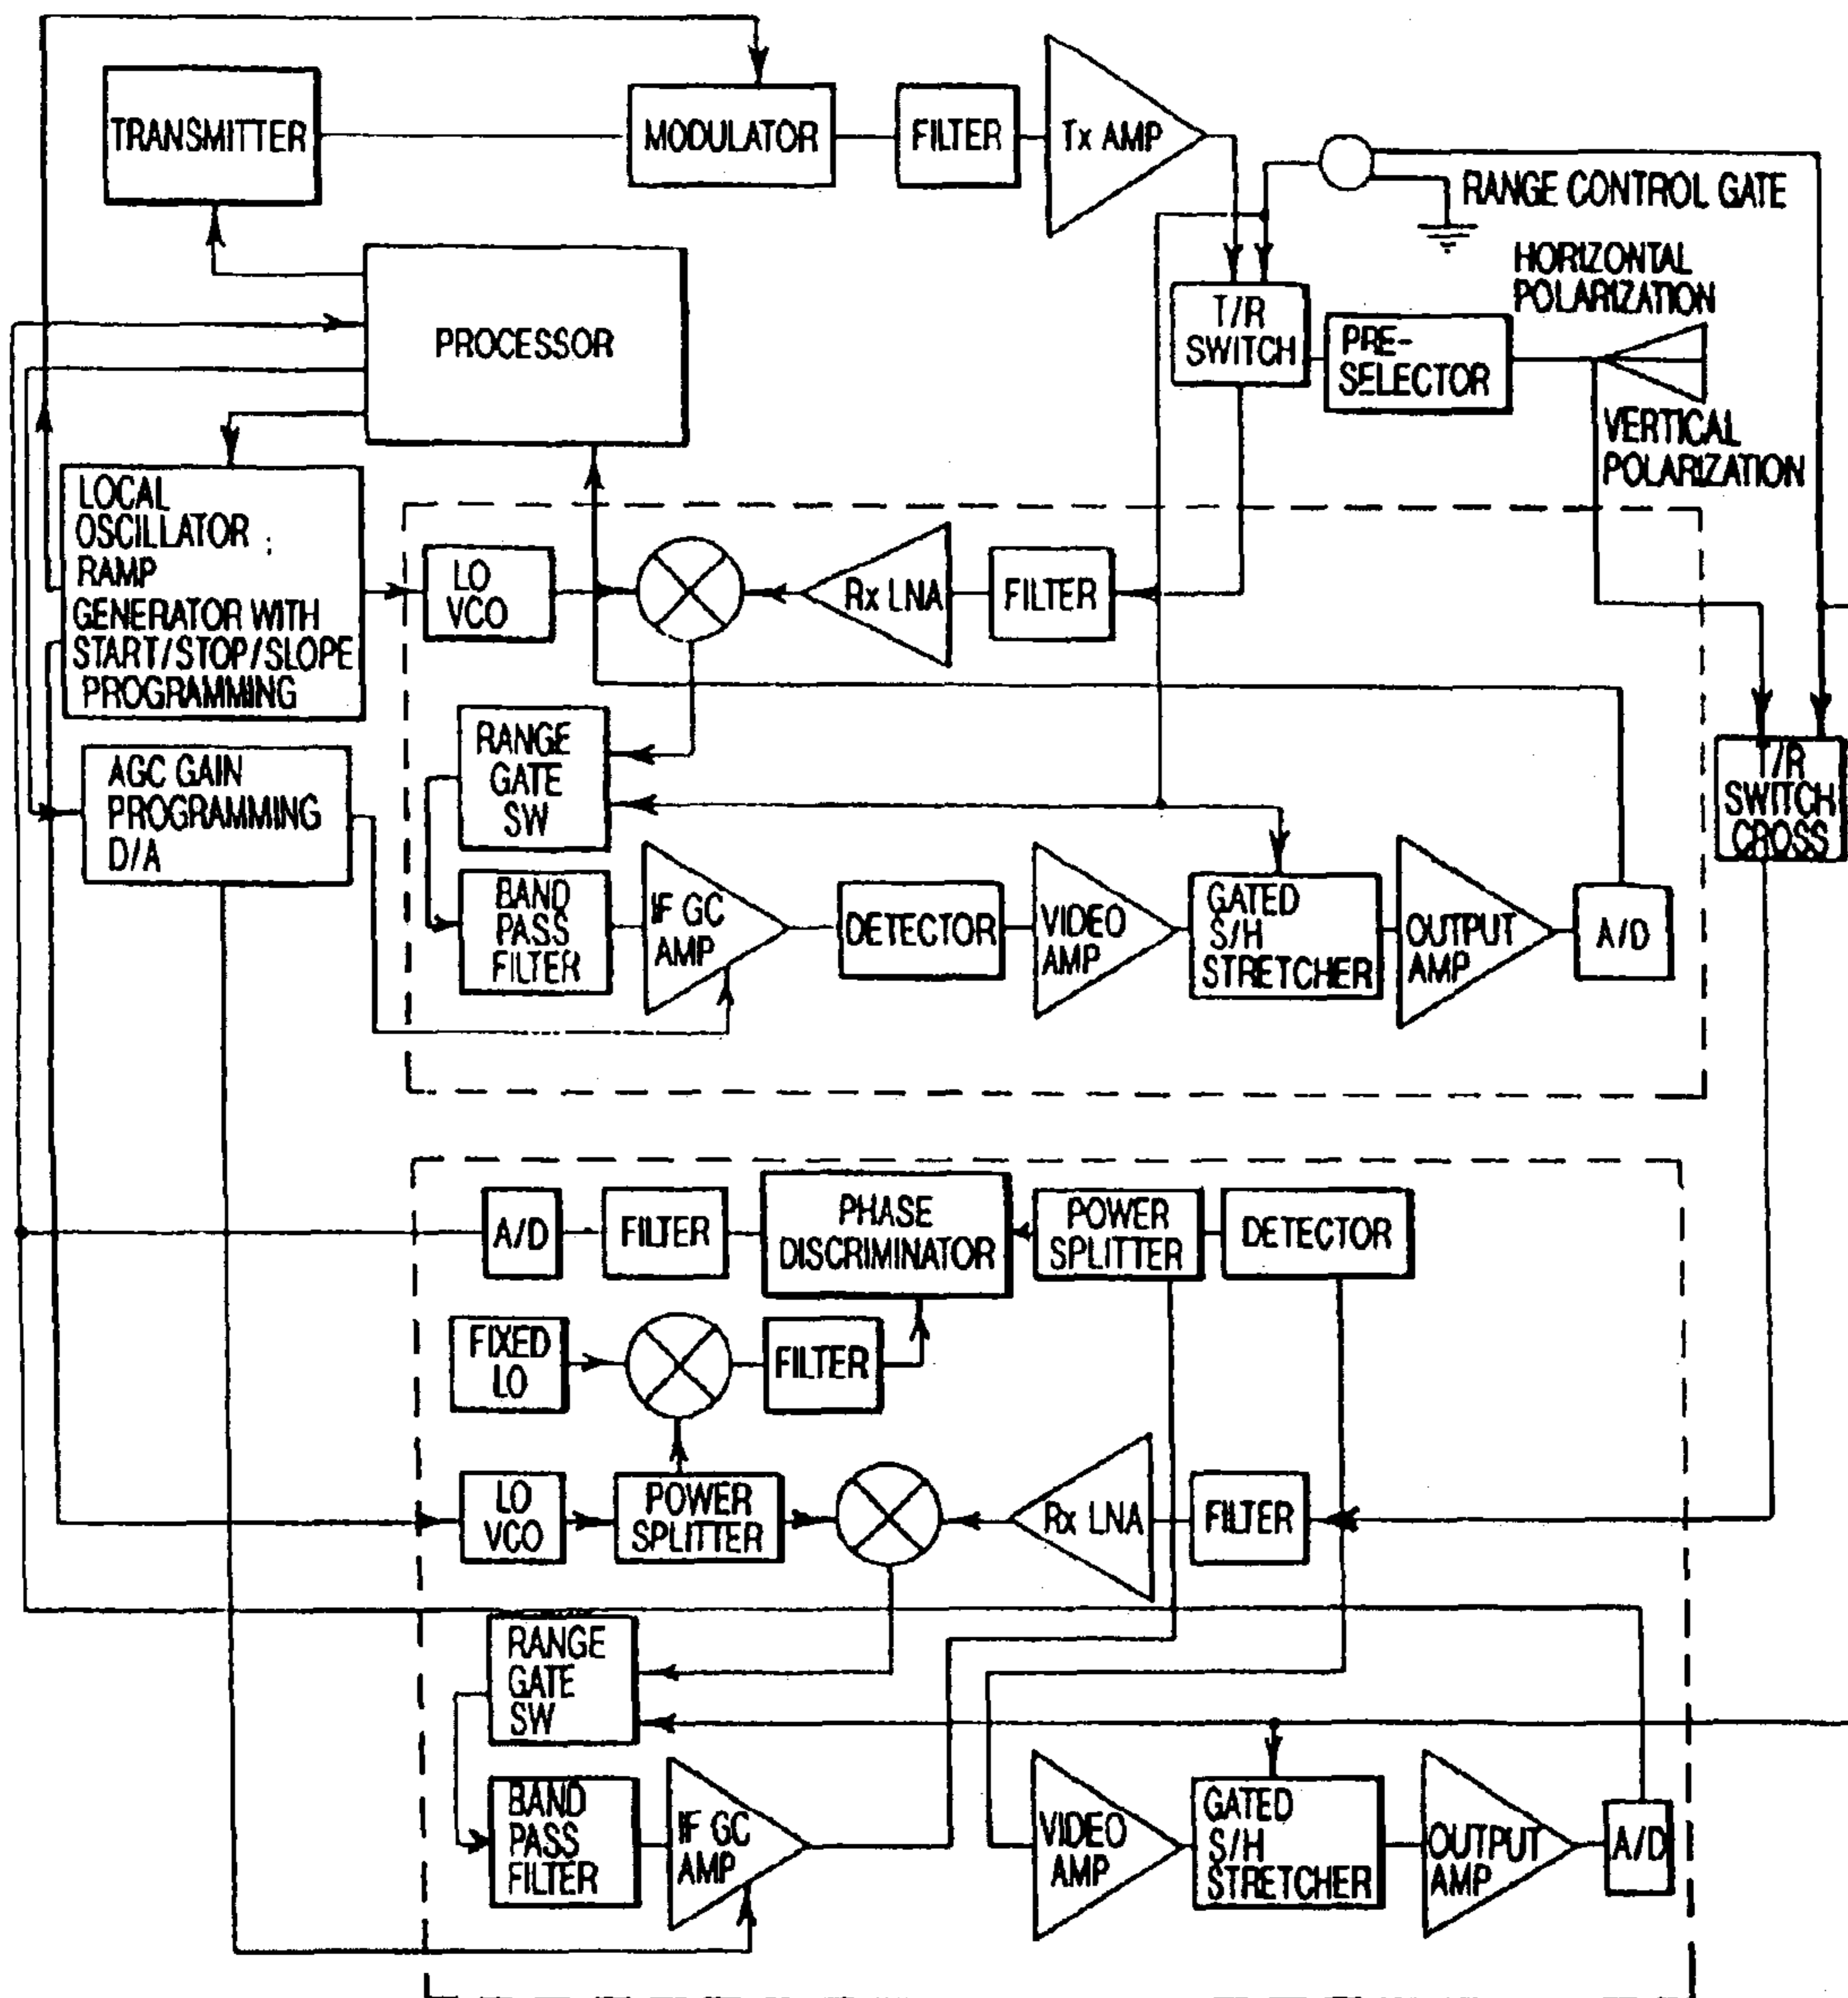 TRANSMITTER
MODULATOR
FILTER
Tx AMP
RANGE CONTROL GATE
HORIZONTAL
POLARIZATION
T/R
SWITCH
PRE-
SELECTOR
VERTICAL
POLARIZATION
PROCESSOR
LOCAL
OSCILLATOR
RAMP
GENERATOR WITH
START/STOP/SLOPE
PROGRAMMING
LO
VCO
Rx LNA
FILTER
RANGE
GATE
SW
AGC GAIN
PROGRAMMING
D/A
T/R
SWITCH
CROSS
BAND
PASS
FILTER
IF GC
AMP
DETECTOR
VIDEO
AMP
GATED
S/H
STRETCHER
OUTPUT
AMP
A/D
A/D
FILTER
PHASE
DISCRIMINATOR
POWER
SPLITTER
DETECTOR
FIXED
LO
FILTER
LO
VCO
POWER
SPLITTER
Rx LNA
FILTER
RANGE
GATE
SW
BAND
PASS
FILTER
IF GC
AMP
VIDEO
AMP
GATED
S/H
STRETCHER
OUTPUT
AMP
A/D